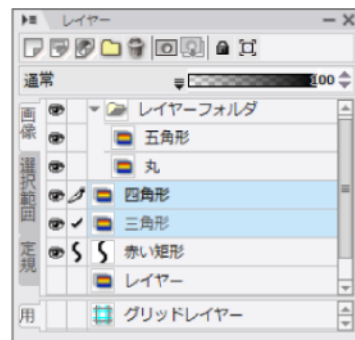 レイヤー
通常
100
画像
選択範囲
定規
用
レイヤーフォルダ
五角形
丸
四角形
三角形
赤い矩形
レイヤー
グリッドレイヤー